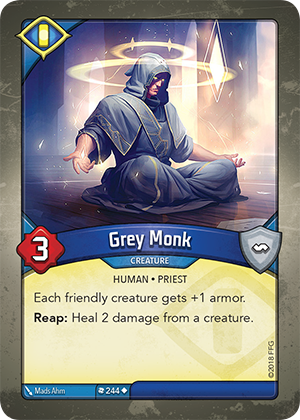 Grey Monk
CREATURE
3
HUMAN • PRIEST
Each friendly creature gets +1 armor.
Reap: Heal 2 damage from a creature.
©2018 FFG
Mads Ahm
244